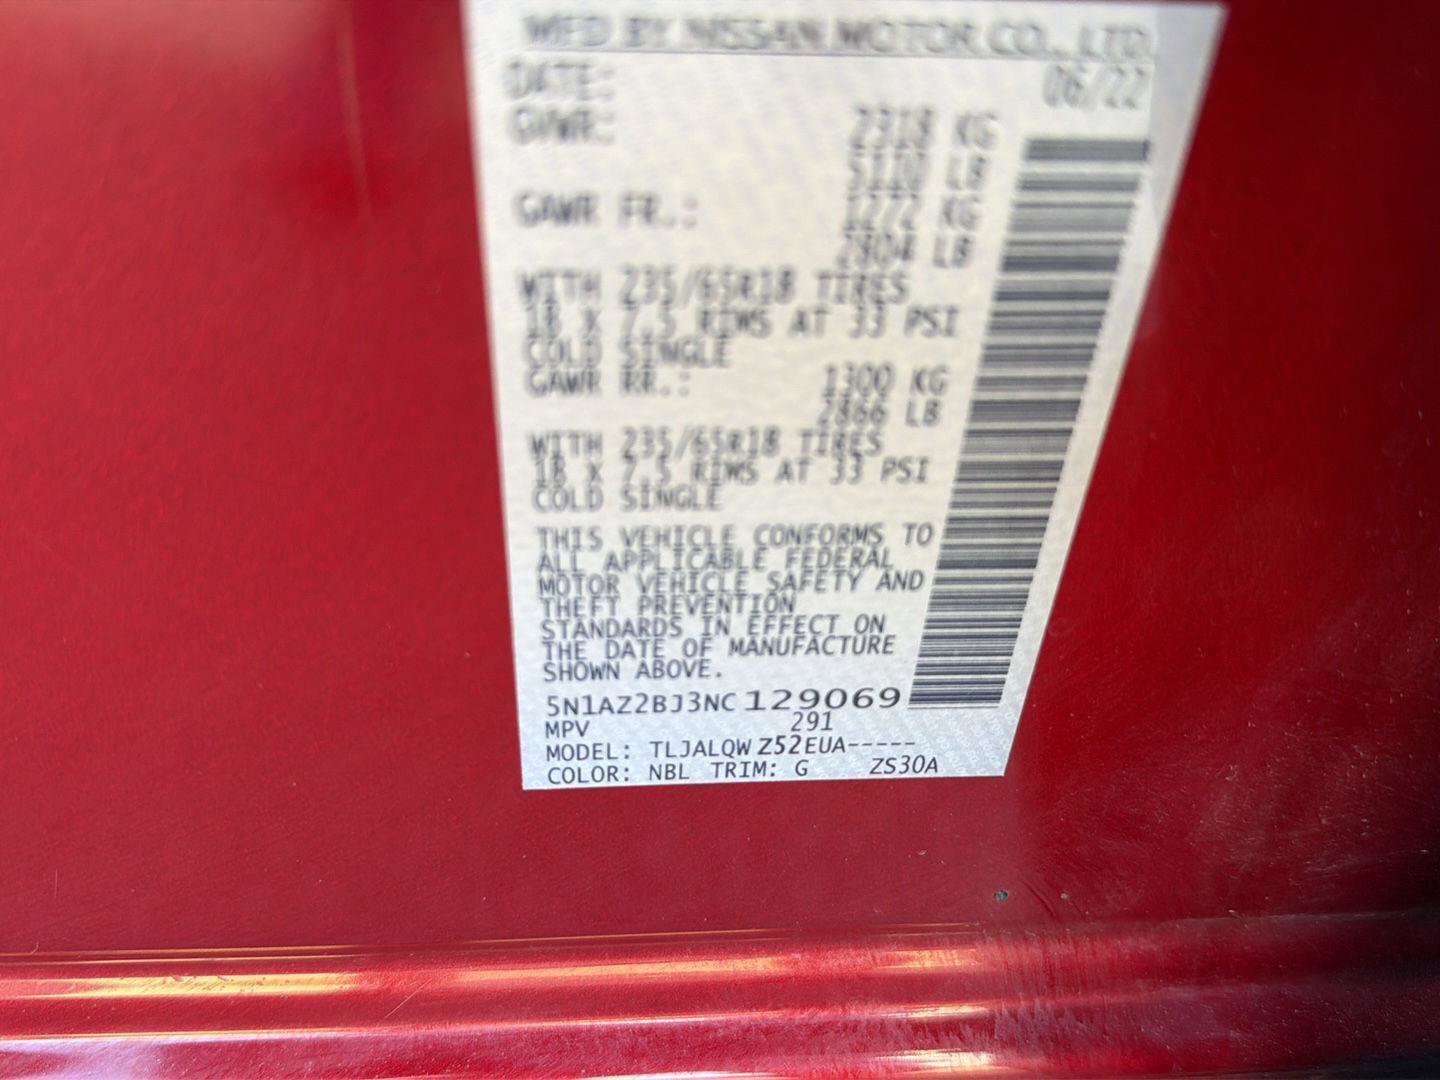 MFD BY NISSAN MOTOR CO., LTD.
DATE: 06/22
GVWR: 2318 KG
5110 LB
GAWR FR.: 1272 KG
2804 LB
WITH 235/65R18 TIRES
18 X 7.5 RIMS AT 33 PSI
COLD SINGLE
GAWR RR.: 1300 KG
2866 LB
WITH 235/65R18 TIRES
18 X 7.5 RIMS AT 33 PSI
COLD SINGLE
THIS VEHICLE CONFORMS TO
ALL APPLICABLE FEDERAL
MOTOR VEHICLE SAFETY AND
THEFT PREVENTION
STANDARDS IN EFFECT ON
THE DATE OF MANUFACTURE
SHOWN ABOVE.
5N1AZ2BJ3NC129069
MPV 291
MODEL: TLJALQWZ52EUA-----
COLOR: NBL TRIM: G ZS30A